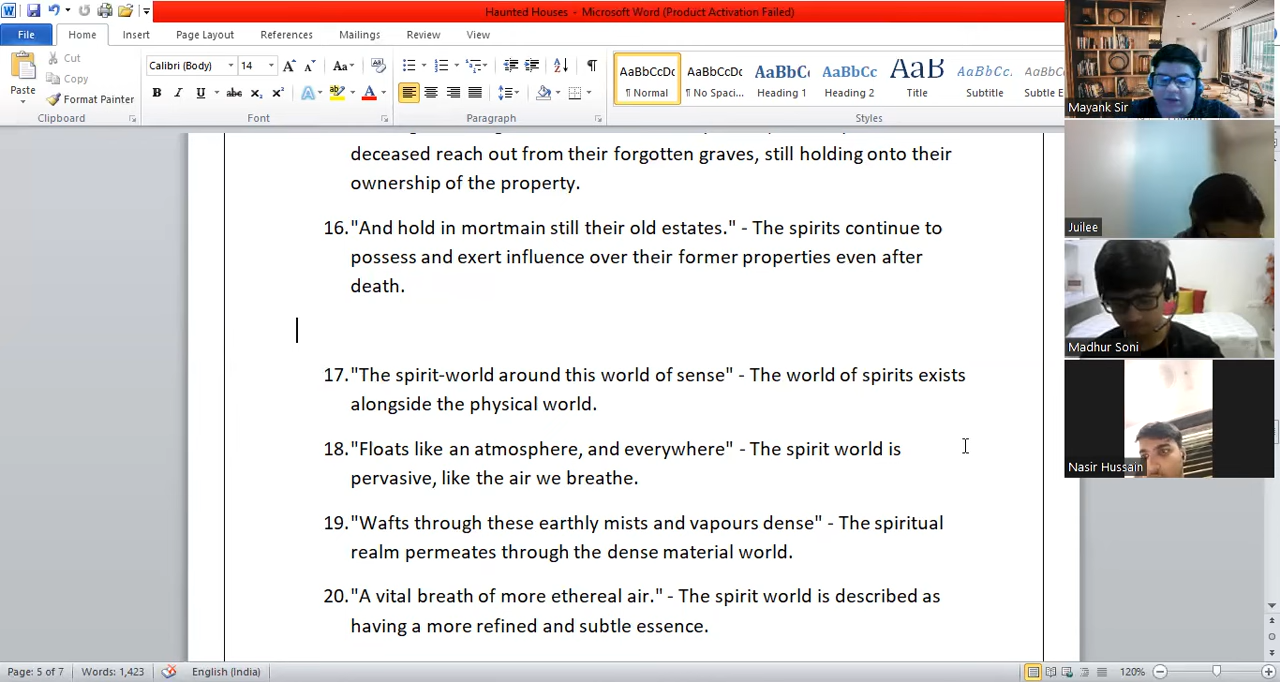 Haunted Houses - Microsoft Word (Product Activation Failed)
File Home Insert Page Layout References Mailings Review View
Paste
Cut
Copy
Format Painter
Clipboard
Calibri (Body) 14
Font
Paragraph
AaBbCcDc AaBbCcDc AaBbC AaBbCc AaB AaBbCc. AaBbCc
¶ Normal ¶ No Spaci... Heading 1 Heading 2 Title Subtitle Subtle E
Styles
deceased reach out from their forgotten graves, still holding onto their
ownership of the property.
16. "And hold in mortmain still their old estates." - The spirits continue to
possess and exert influence over their former properties even after
death.
17. "The spirit-world around this world of sense" - The world of spirits exists
alongside the physical world.
18. "Floats like an atmosphere, and everywhere" - The spirit world is
pervasive, like the air we breathe.
19. "Wafts through these earthly mists and vapours dense" - The spiritual
realm permeates through the dense material world.
20. "A vital breath of more ethereal air." - The spirit world is described as
having a more refined and subtle essence.
Page: 5 of 7 Words: 1,423 English (India) 120%
Mayank Sir
Juilee
Madhur Soni
Nasir Hussain